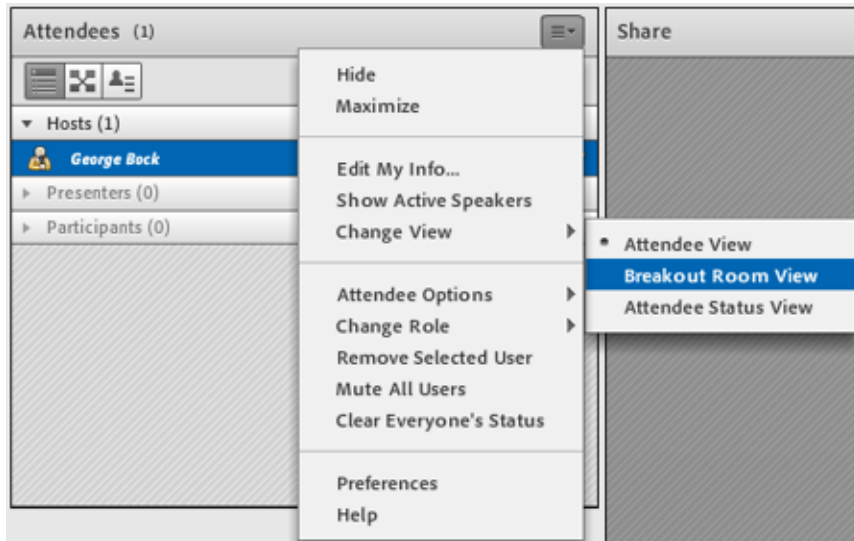 Attendees (1)
Share
Hide
Maximize
Hosts (1)
George Bock
Edit My Info...
Presenters (0)
Show Active Speakers
Participants (0)
Change View
Attendee View
Breakout Room View
Attendee Status View
Attendee Options
Change Role
Remove Selected User
Mute All Users
Clear Everyone's Status
Preferences
Help